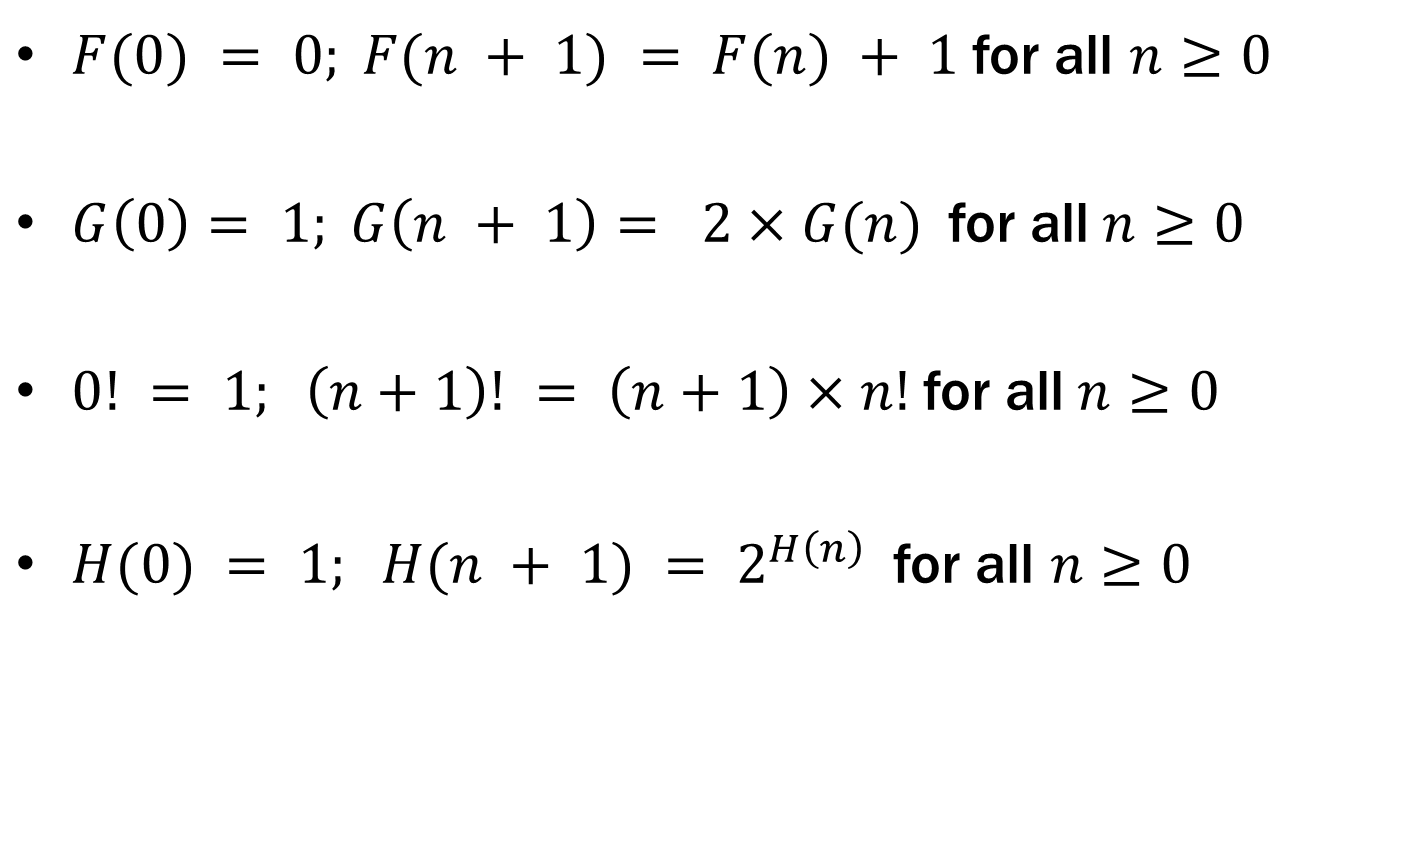 • F(0) = 0; F(n + 1) = F(n) + 1 for all n ≥ 0
• G(0) = 1; G(n + 1) = 2 × G(n) for all n ≥ 0
• 0! = 1; (n + 1)! = (n + 1) × n! for all n ≥ 0
• H(0) = 1; H(n + 1) = 2^{H(n)} for all n ≥ 0